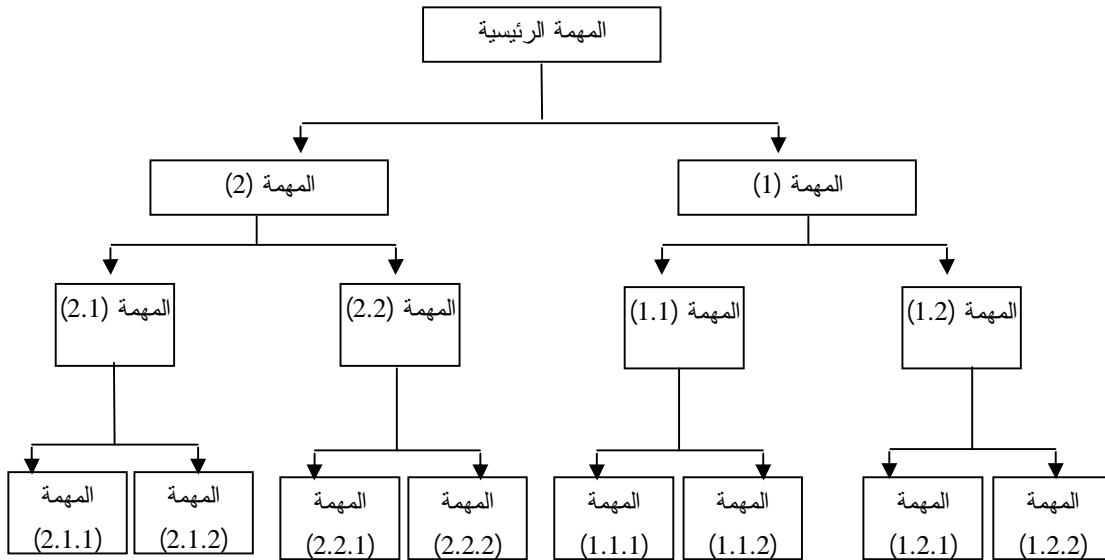 المهمة الرئيسية
المهمة (1)
المهمة (2)
المهمة (1.2)
المهمة (1.1)
المهمة (2.2)
المهمة (2.1)
المهمة
(1.2.2)
المهمة
(1.2.1)
المهمة
(1.1.2)
المهمة
(1.1.1)
المهمة
(2.2.2)
المهمة
(2.2.1)
المهمة
(2.1.2)
المهمة
(2.1.1)